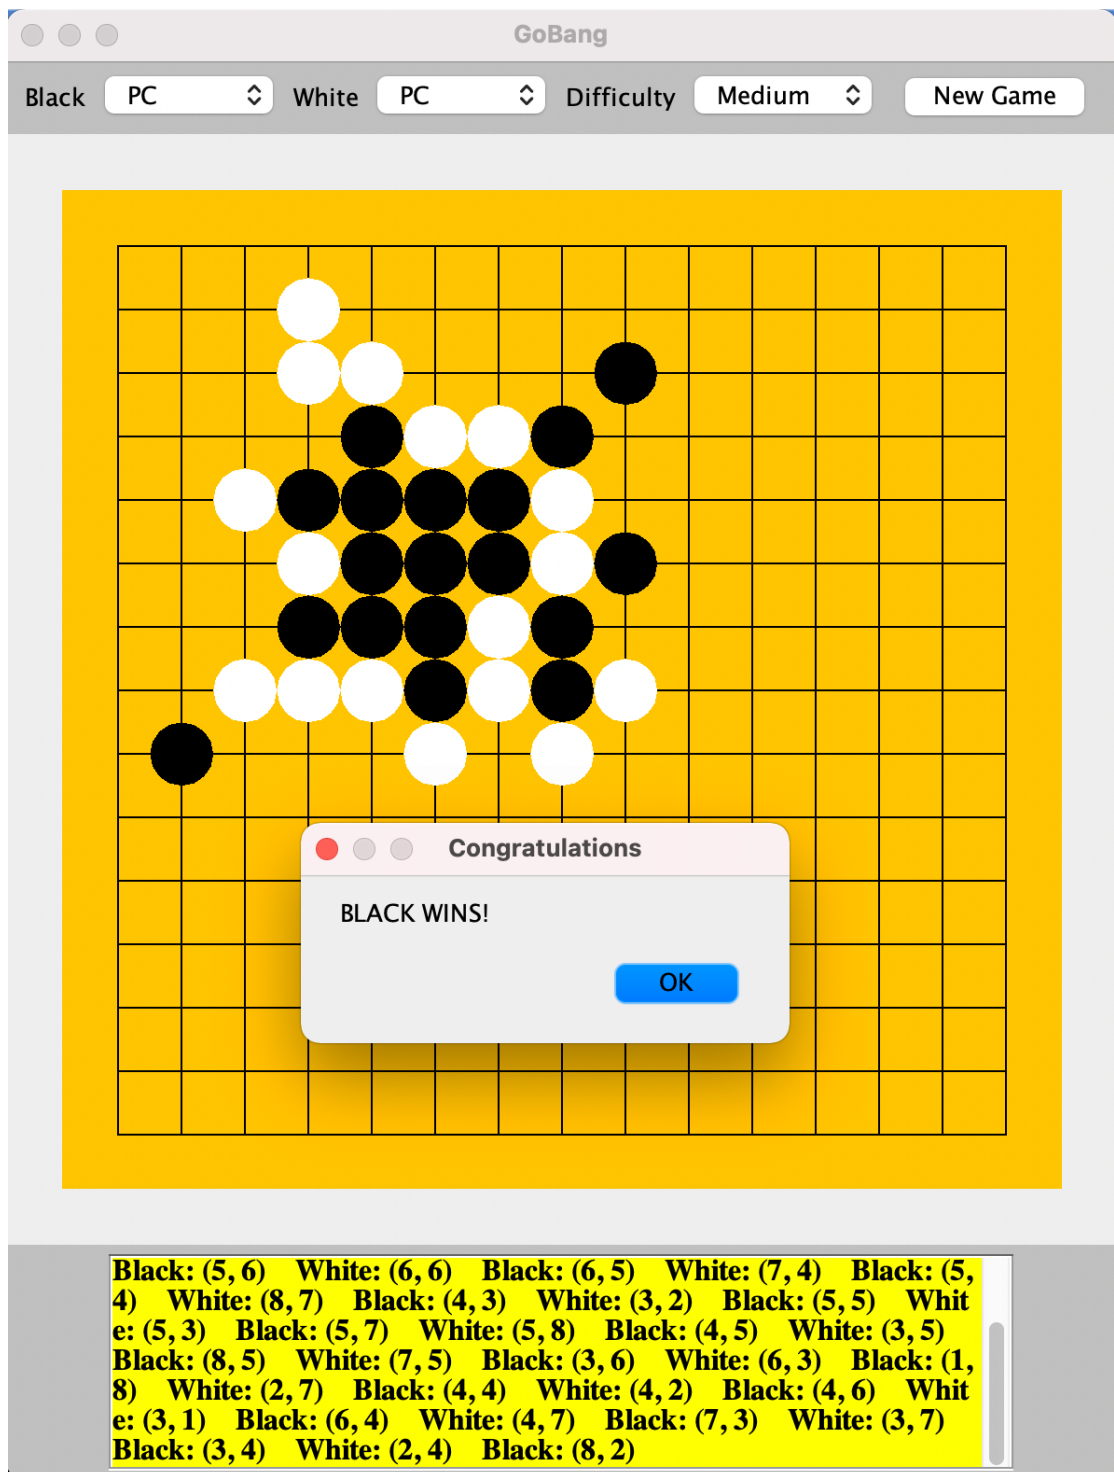 GoBang
Black PC White PC Difficulty Medium New Game
Congratulations
BLACK WINS!
OK
Black: (5, 6) White: (6, 6) Black: (6, 5) White: (7, 4) Black: (5,
4) White: (8, 7) Black: (4, 3) White: (3, 2) Black: (5, 5) Whit
e: (5, 3) Black: (5, 7) White: (5, 8) Black: (4, 5) White: (3, 5)
Black: (8, 5) White: (7, 5) Black: (3, 6) White: (6, 3) Black: (1,
8) White: (2, 7) Black: (4, 4) White: (4, 2) Black: (4, 6) Whit
e: (3, 1) Black: (6, 4) White: (4, 7) Black: (7, 3) White: (3, 7)
Black: (3, 4) White: (2, 4) Black: (8, 2)